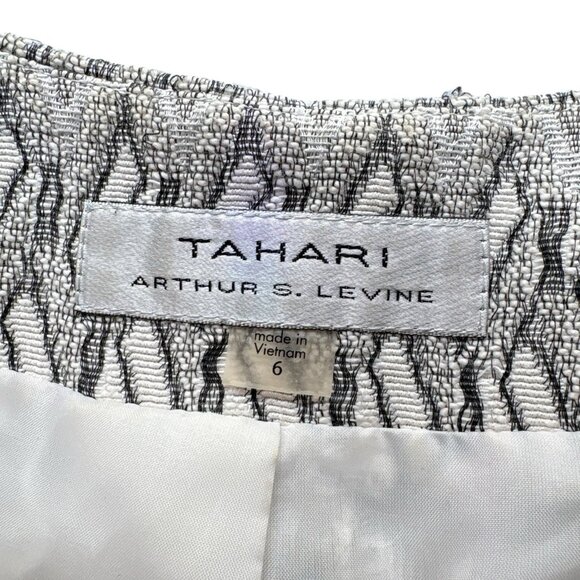 TAHARI
ARTHUR S. LEVINE
made in
Vietnam
6